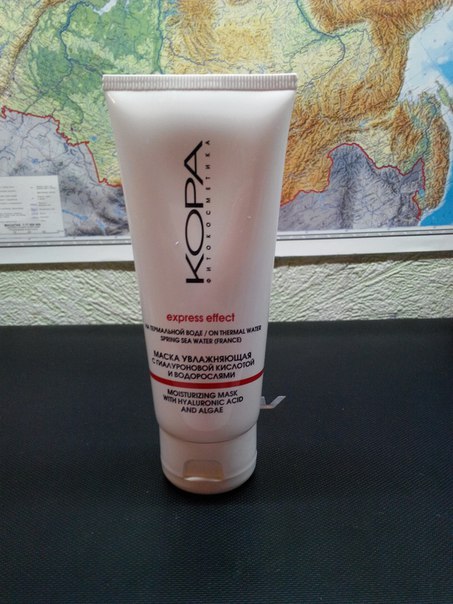 КОРА
ФИТОКОСМЕТИКА
express effect
НА ТЕРМАЛЬНОЙ ВОДЕ / ON THERMAL WATER
SPRING SEA WATER (FRANCE)
МАСКА УВЛАЖНЯЮЩАЯ
С ГИАЛУРОНОВОЙ КИСЛОТОЙ
И ВОДОРОСЛЯМИ
MOISTURIZING MASK
WITH HYALURONIC ACID
AND ALGAE